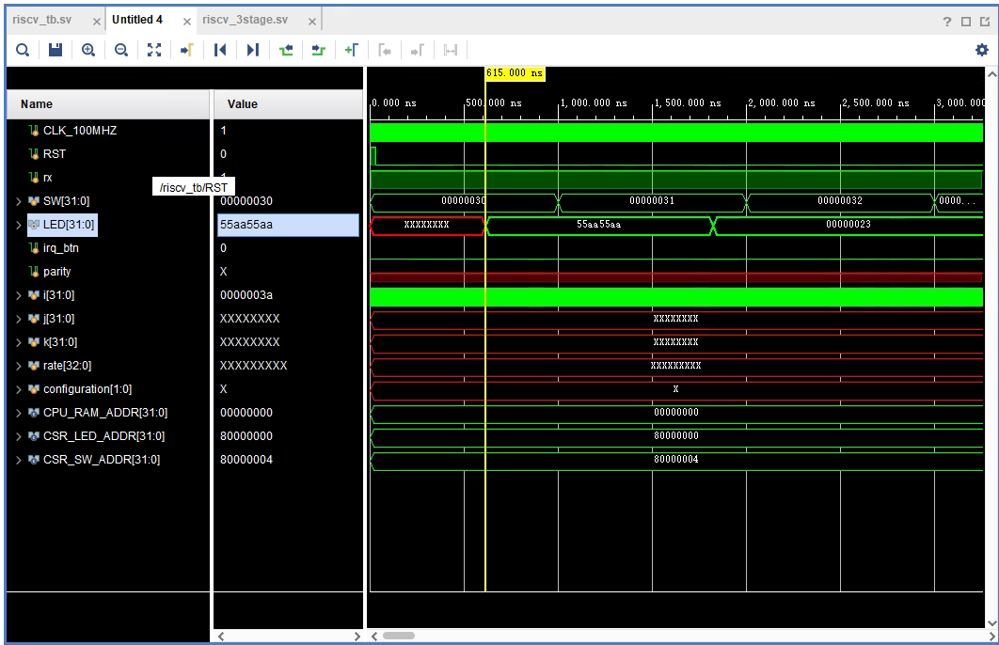 riscv_tb.sv × Untitled 4 × riscv_3stage.sv ×
?
615.000 ns
Name Value
0.000 ns 500.000 ns 1,000.000 ns 1,500.000 ns 2,000.000 ns 2,500.000 ns 3,000.000
CLK_100MHZ 1
RST 0
rx 1
/riscv_tb/RST
SW[31:0] 00000030 00000030 00000031 00000032 0000...
LED[31:0] 55aa55aa XXXXXXXX 55aa55aa 00000023
irq_btn 0
parity X
i[31:0] 0000003a
j[31:0] XXXXXXXX XXXXXXXX
k[31:0] XXXXXXXX XXXXXXXX
rate[32:0] XXXXXXXXX XXXXXXXXX
configuration[1:0] X X
CPU_RAM_ADDR[31:0] 00000000 00000000
CSR_LED_ADDR[31:0] 80000000 80000000
CSR_SW_ADDR[31:0] 80000004 80000004